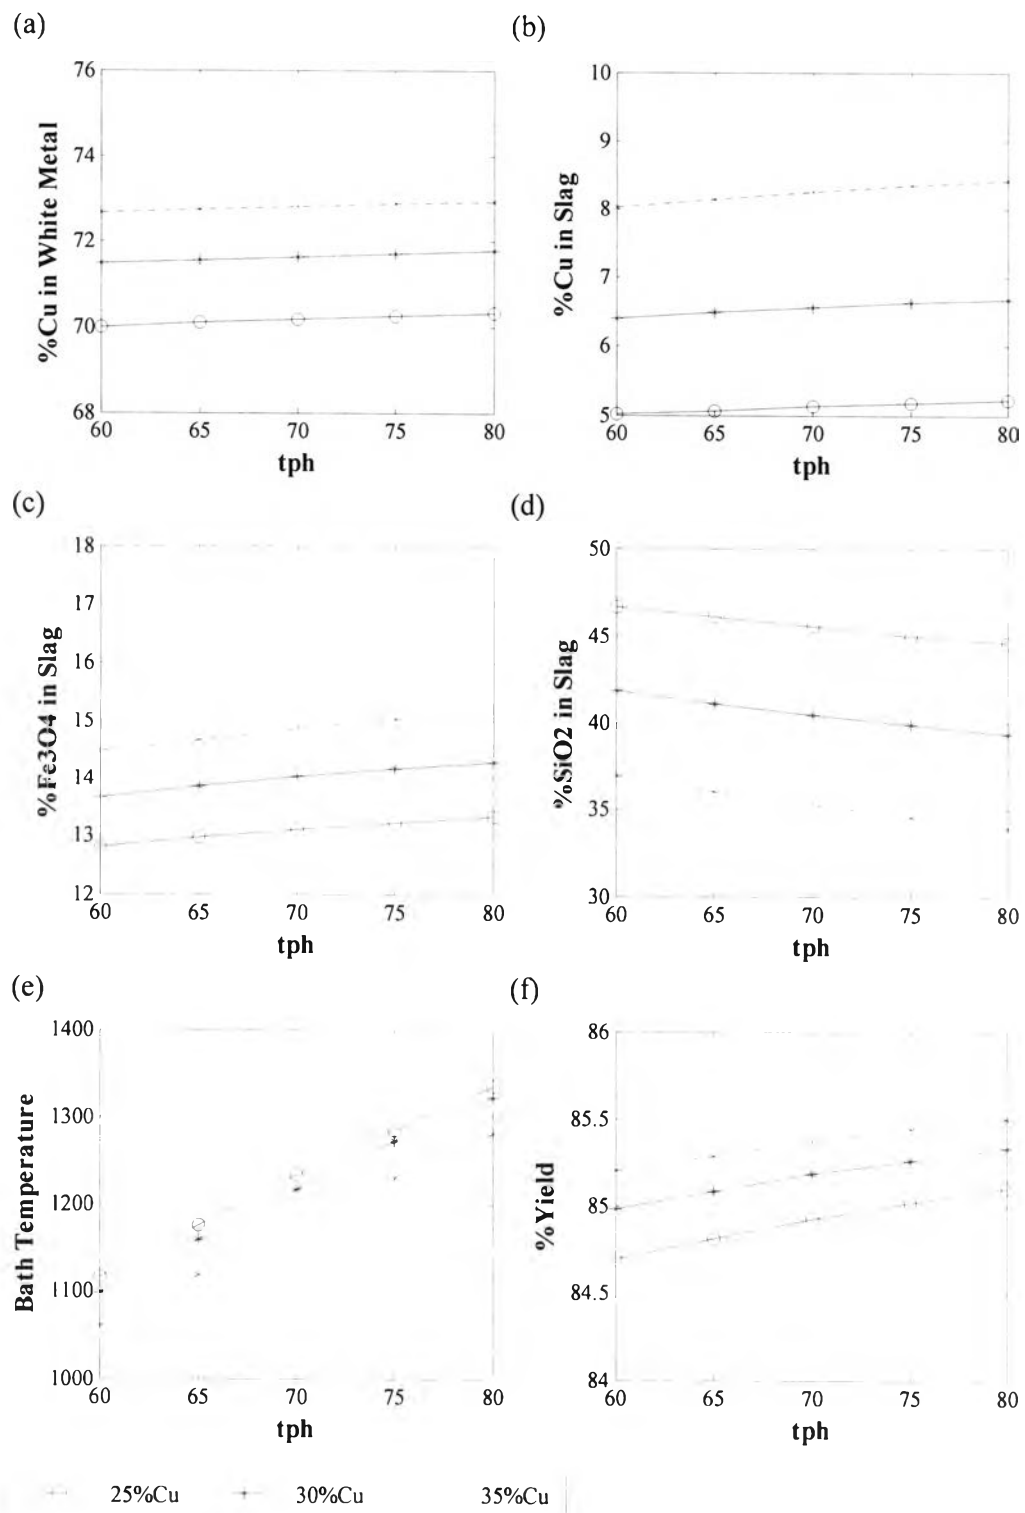 (a)
(b)
76
74
72
70
68
%Cu in White Metal
60 65 70 75 80
tph
10
9
8
7
6
5
%Cu in Slag
60 65 70 75 80
tph
(c)
(d)
18
17
16
15
14
13
12
%Fe3O4 in Slag
60 65 70 75 80
tph
50
45
40
35
30
%SiO2 in Slag
60 65 70 75 80
tph
(e)
(f)
1400
1300
1200
1100
1000
Bath Temperature
60 65 70 75 80
tph
86
85.5
85
84.5
84
%Yield
60 65 70 75 80
tph
25%Cu 30%Cu 35%Cu